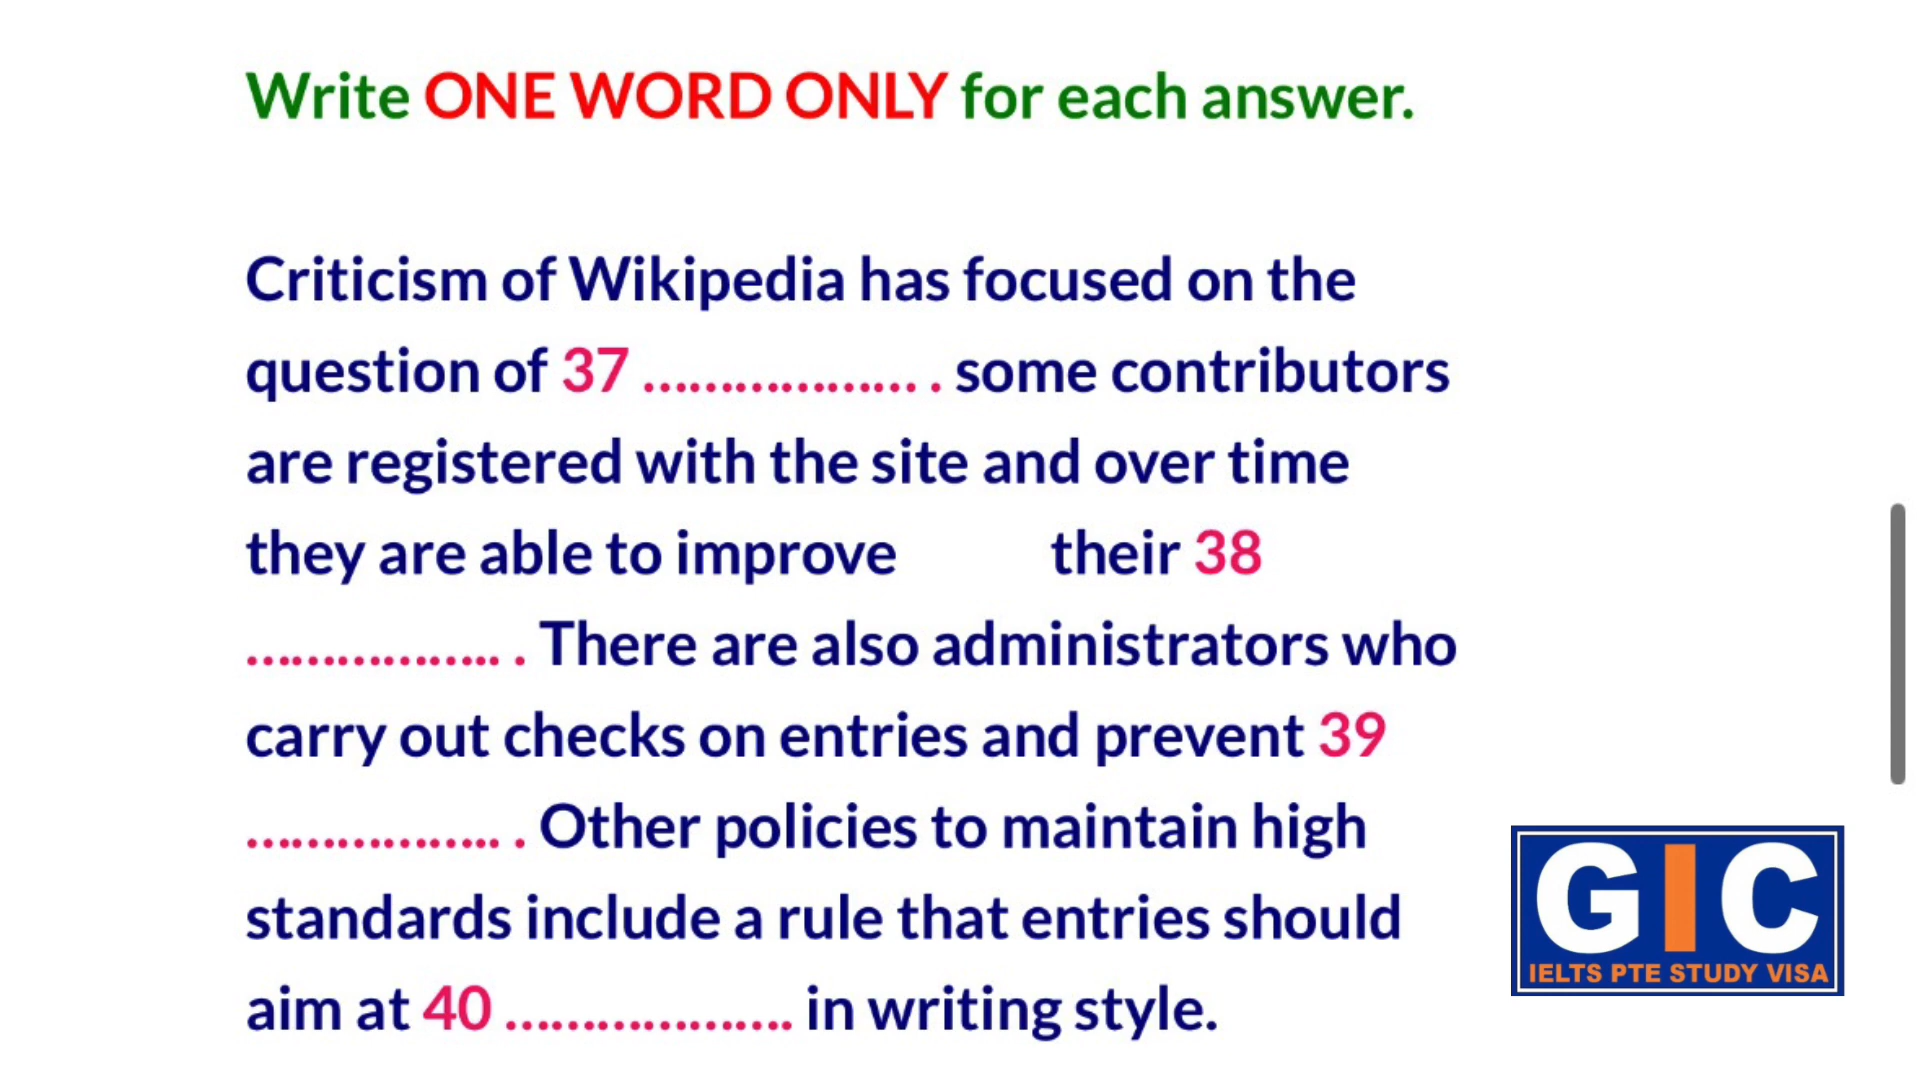 Write ONE WORD ONLY for each answer.
Criticism of Wikipedia has focused on the
question of 37 ……………… . some contributors
are registered with the site and over time
they are able to improve their 38
…………….. . There are also administrators who
carry out checks on entries and prevent 39
…………….. . Other policies to maintain high
standards include a rule that entries should
aim at 40 ………………. in writing style.
GIC
IELTS PTE STUDY VISA